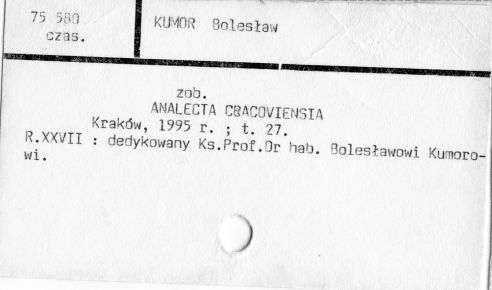 75 580
czas.
KUMOR Bolesław
zob.
ANALECTA CRACOVIENSIA
Kraków, 1995 r. ; t. 27.
R.XXVII : dedykowany Ks.Prof.Dr hab. Bolesławowi Kumoro-
wi.